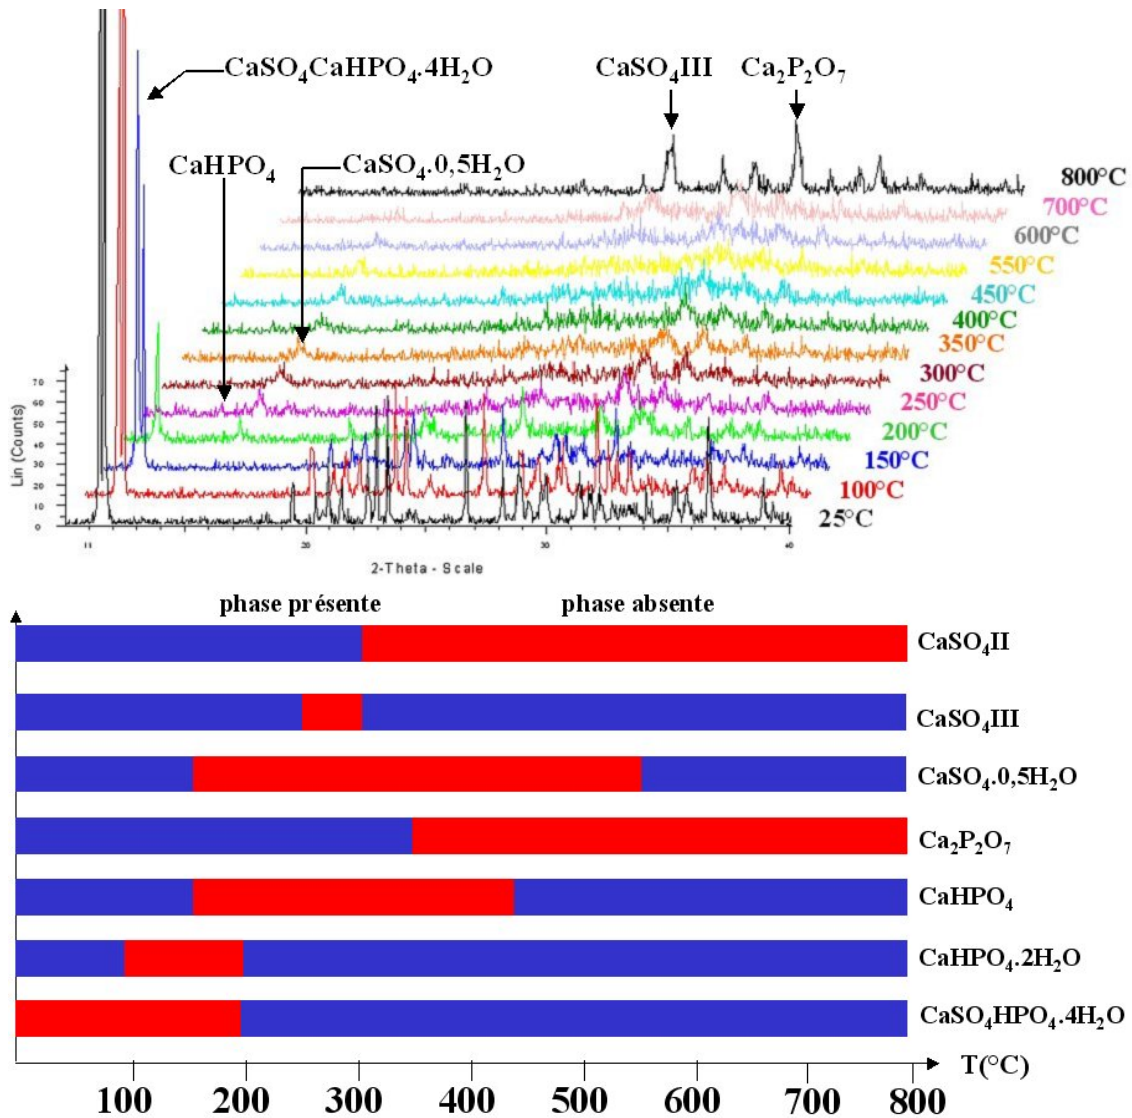 CaSO₄CaHPO₄.4H₂O
CaSO₄III
Ca₂P₂O₇
CaHPO₄
CaSO₄.0,5H₂O
800°C
700°C
600°C
550°C
450°C
400°C
350°C
300°C
250°C
200°C
150°C
100°C
25°C
Lin (Counts)
70
60
50
40
30
20
10
0
11
20
30
40
2-Theta - Scale
phase présente
phase absente
CaSO₄II
CaSO₄III
CaSO₄.0,5H₂O
Ca₂P₂O₇
CaHPO₄
CaHPO₄.2H₂O
CaSO₄HPO₄.4H₂O
T(°C)
100 200 300 400 500 600 700 800